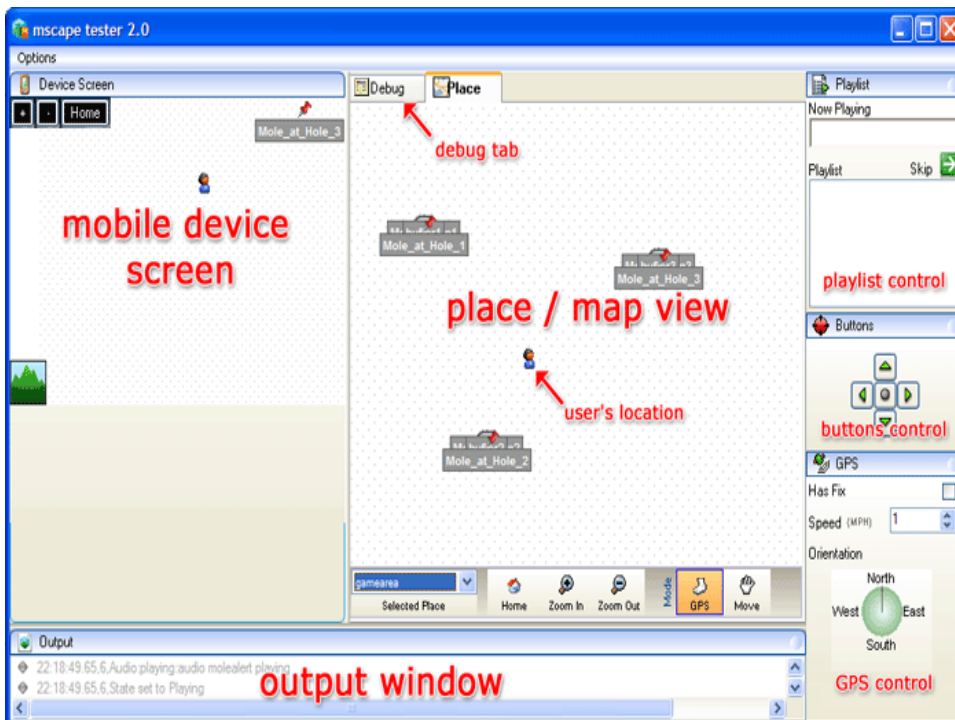 mscape tester 2.0
Options
Device Screen
+ - Home
Mole_at_Hole_3
mobile device
screen
Debug
Place
debug tab
Mole_at_Hole_1
Mole_at_Hole_3
place / map view
user's location
Mole_at_Hole_2
gamearea
Selected Place
Home
Zoom In
Zoom Out
Mode
GPS
Move
Playlist
Now Playing
Playlist
Skip
playlist control
Buttons
buttons control
GPS
Has Fix
Speed (MPH) 1
Orientation
North
West East
South
GPS control
Output
22:18:49.65,6,Audio playing:audio molealert playing
22:18:49.65,6,State set to Playing
output window